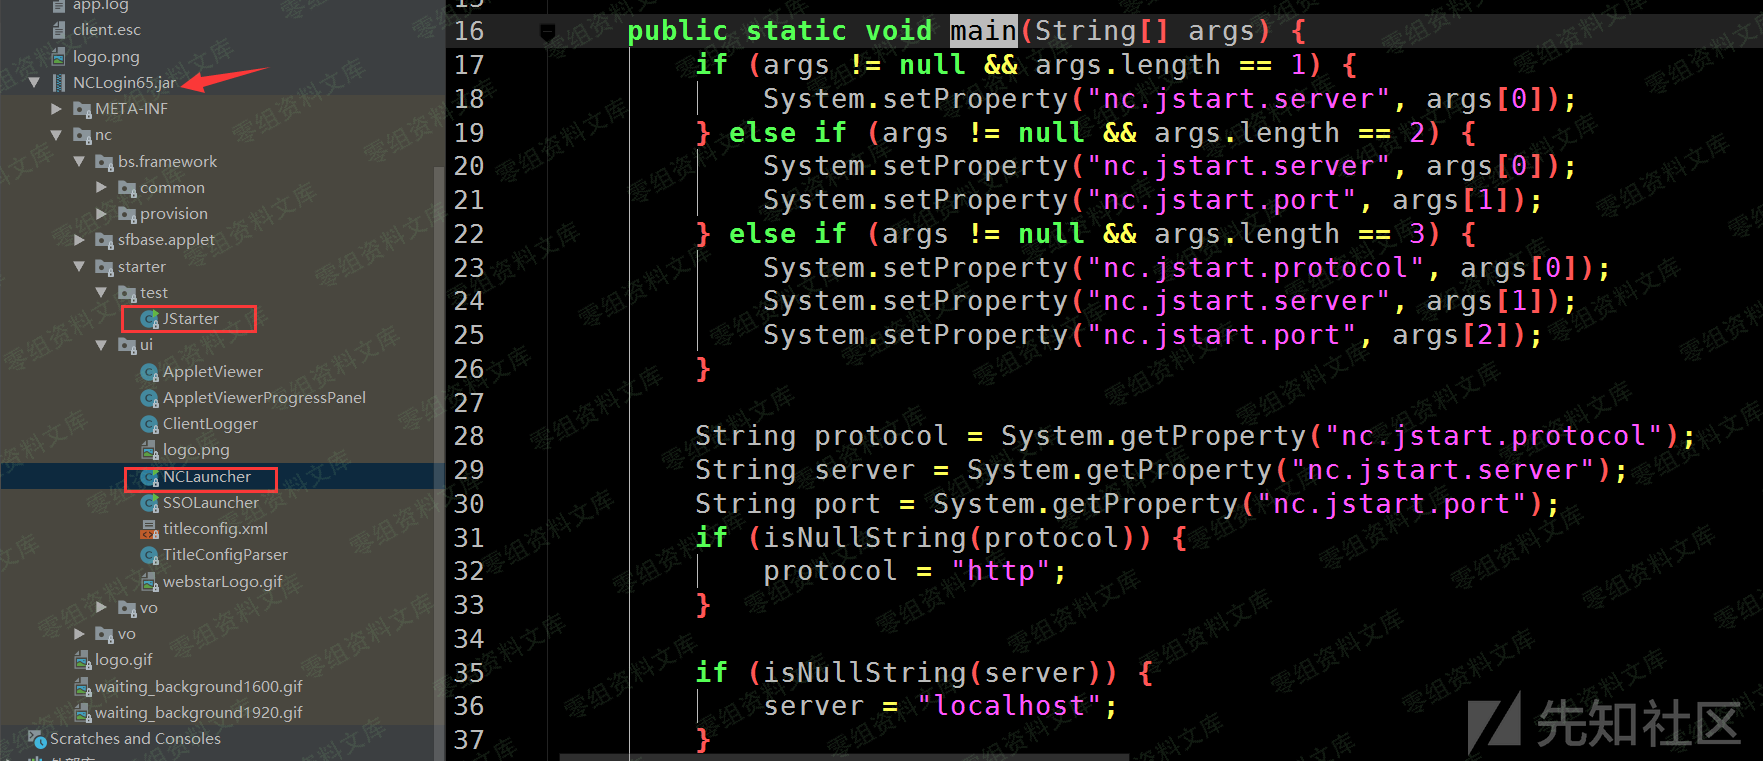 app.log
client.esc
logo.png
NCLogin65.jar
META-INF
nc
bs.framework
common
provision
sfbase.applet
starter
test
JStarter
ui
AppletViewer
AppletViewerProgressPanel
ClientLogger
logo.png
NCLauncher
SSOLauncher
titleconfig.xml
TitleConfigParser
webstarLogo.gif
vo
vo
logo.gif
waiting_background1600.gif
waiting_background1920.gif
Scratches and Consoles
16 public static void main(String[] args) {
17 if (args != null && args.length == 1) {
18 System.setProperty("nc.jstart.server", args[0]);
19 } else if (args != null && args.length == 2) {
20 System.setProperty("nc.jstart.server", args[0]);
21 System.setProperty("nc.jstart.port", args[1]);
22 } else if (args != null && args.length == 3) {
23 System.setProperty("nc.jstart.protocol", args[0]);
24 System.setProperty("nc.jstart.server", args[1]);
25 System.setProperty("nc.jstart.port", args[2]);
26 }
27
28 String protocol = System.getProperty("nc.jstart.protocol");
29 String server = System.getProperty("nc.jstart.server");
30 String port = System.getProperty("nc.jstart.port");
31 if (isNullString(protocol)) {
32 protocol = "http";
33 }
34
35 if (isNullString(server)) {
36 server = "localhost";
37 }
零组资料文库
先知社区